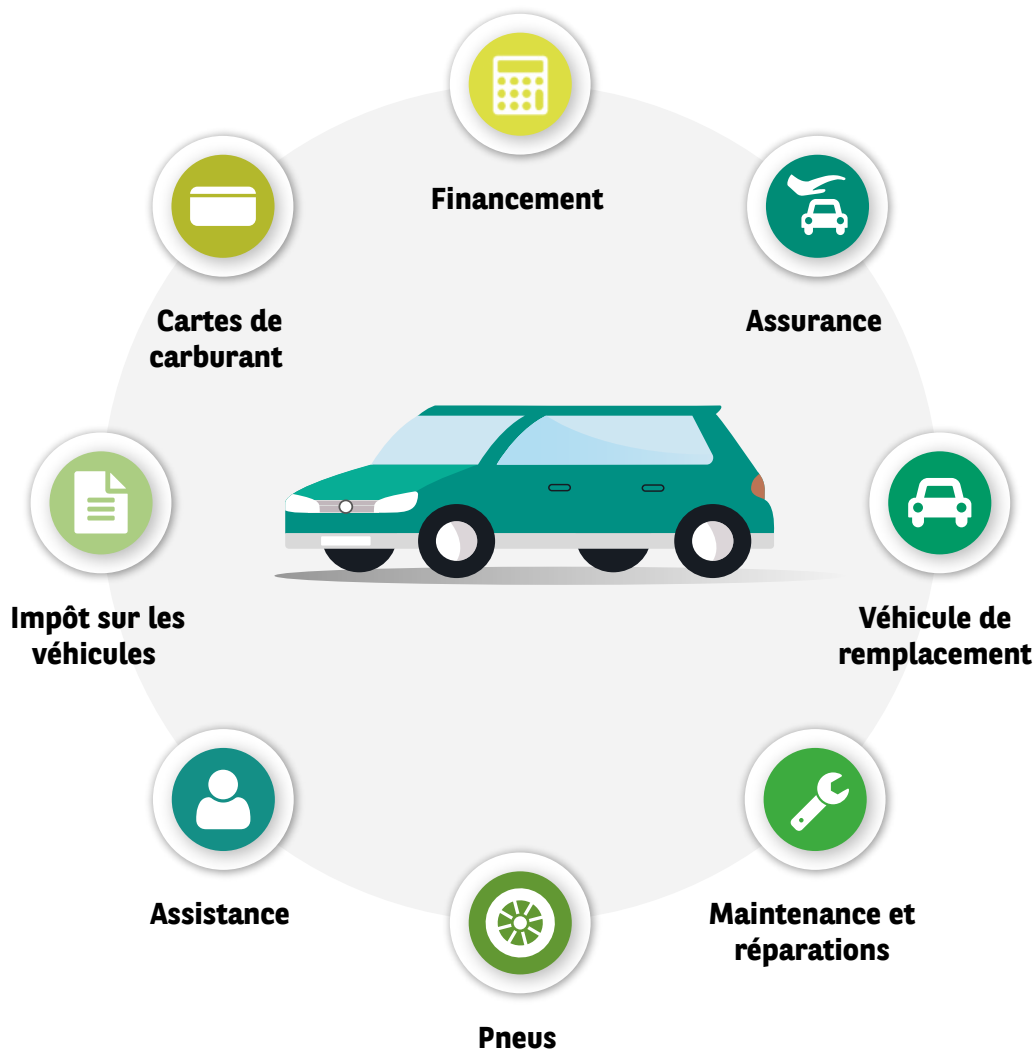 Financement
Assurance
Cartes de
carburant
Véhicule de
remplacement
Impôt sur les
véhicules
Maintenance et
réparations
Assistance
Pneus